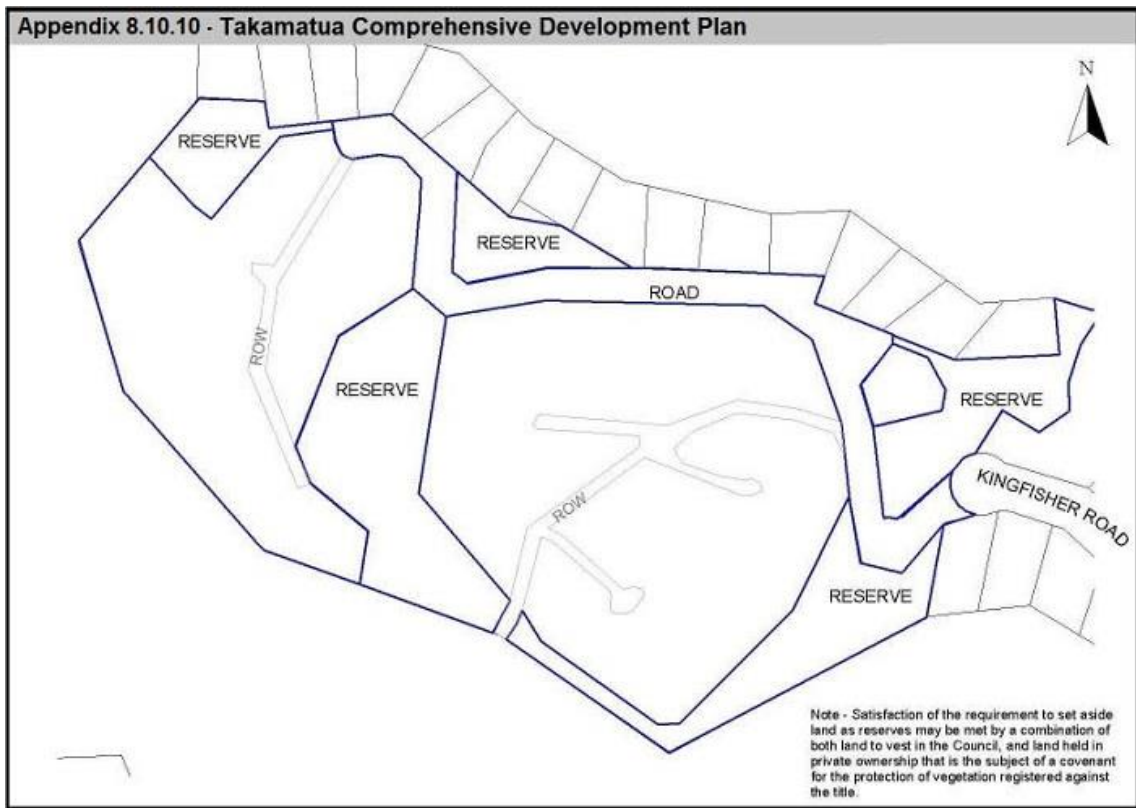 Appendix 8.10.10 - Takamatua Comprehensive Development Plan
N
RESERVE
RESERVE
ROAD
ROW
RESERVE
RESERVE
KINGFISHER ROAD
ROW
RESERVE
Note - Satisfaction of the requirement to set aside
land as reserves may be met by a combination of
both land to vest in the Council, and land held in
private ownership that is the subject of a covenant
for the protection of vegetation registered against
the title.